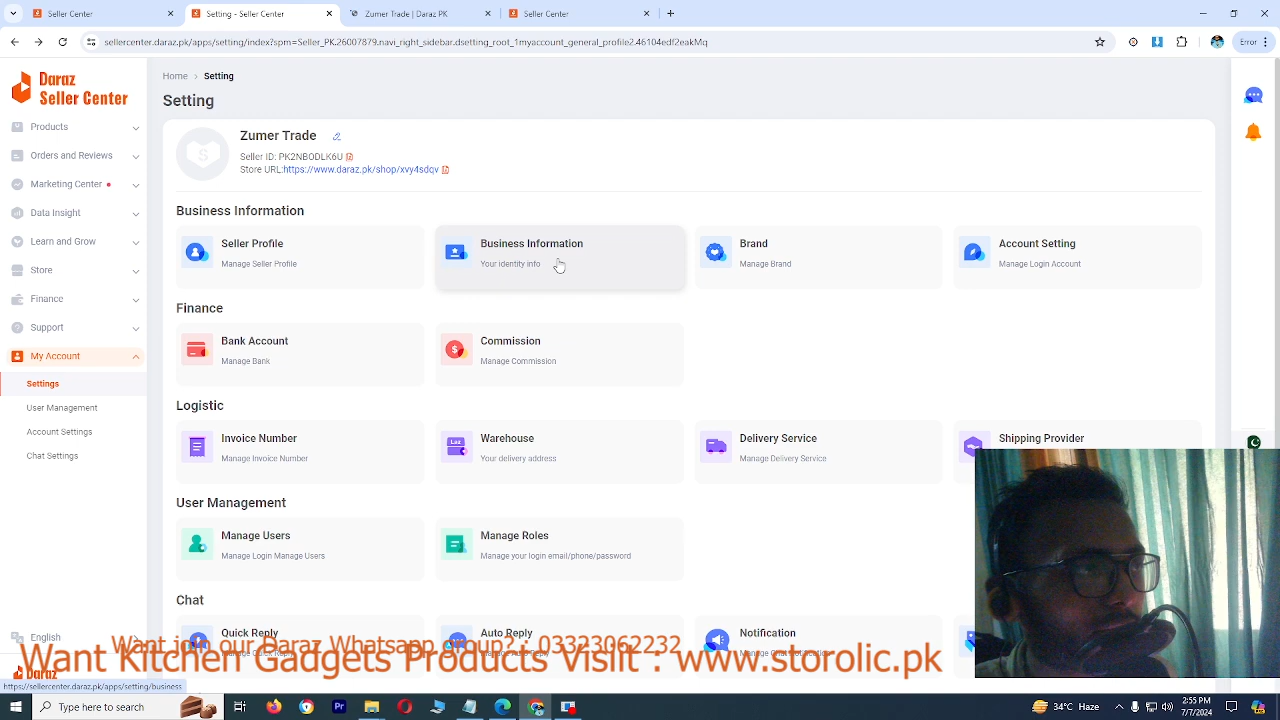 Seller Center
Seller Center
Zumer Trade | Daraz PK
Seller Center
sellercenter.daraz.pk/apps/setting/index?spm=Seller_PK.26007879.navi_right_sidebar.dsetting_root_1myaccount_general_profile2.46104edf2eakMq
Error
Daraz
Seller Center
Products
Orders and Reviews
Marketing Center
Data Insight
Learn and Grow
Store
Finance
Support
My Account
Settings
User Management
Account Settings
Chat Settings
English
Daraz
Home > Setting
Setting
Zumer Trade
Seller ID: PK2NBODLK6U
Store URL:https://www.daraz.pk/shop/xvy4sdqv
Business Information
Seller Profile
Manage Seller Profile
Business Information
Your identity info
Brand
Manage Brand
Account Setting
Manage Login Account
Finance
Bank Account
Manage Bank
Commission
Manage Commission
Logistic
Invoice Number
Manage Invoice Number
Laz
Warehouse
Your delivery address
Delivery Service
Manage Delivery Service
Shipping Provider
User Management
Manage Users
Manage Login Manage Users
Manage Roles
Manage your login email/phone/password
Chat
Quick Reply
Auto Reply
Notification
Want join our Daraz Whatsapp group? : 03323062232
Want Kitchen Gadgets Products VisIit : www.storolic.pk
https://sellercenter.daraz.pk/apps/setting/business
Type here to search
34°C Haze
2:55 PM
7/7/2024